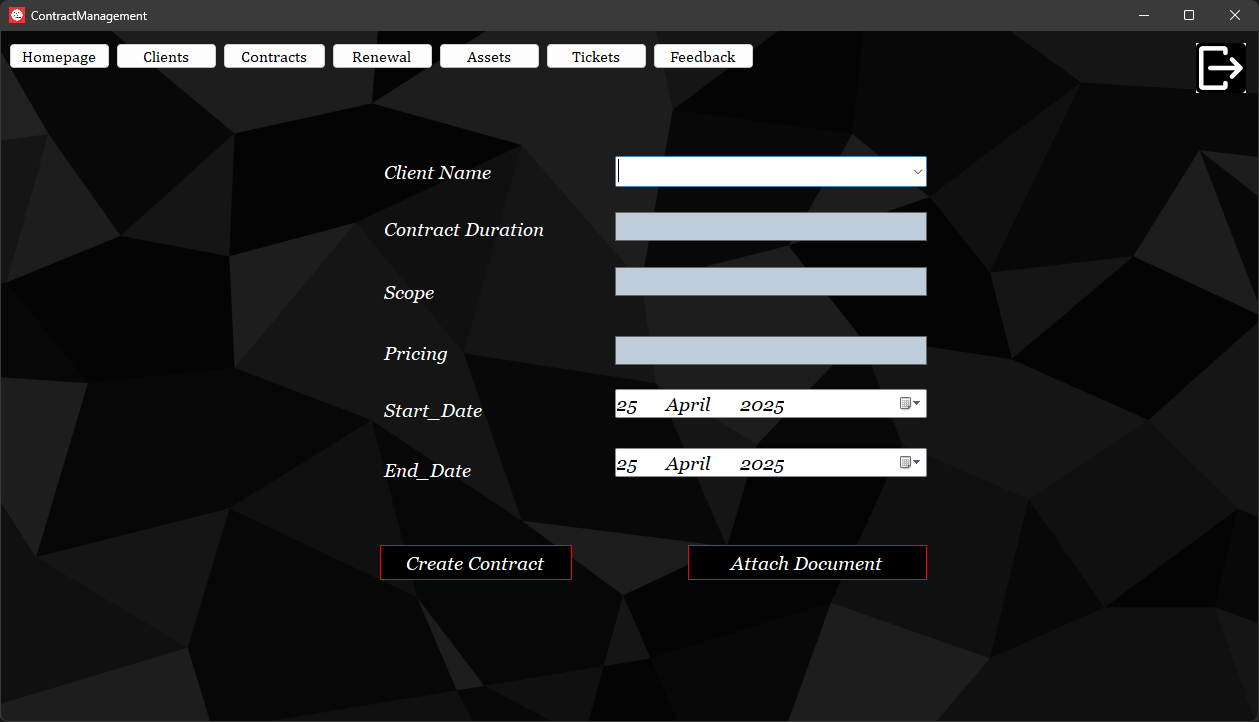 ContractManagement
Homepage Clients Contracts Renewal Assets Tickets Feedback
Client Name
Contract Duration
Scope
Pricing
Start_Date 25 April 2025
End_Date 25 April 2025
Create Contract Attach Document